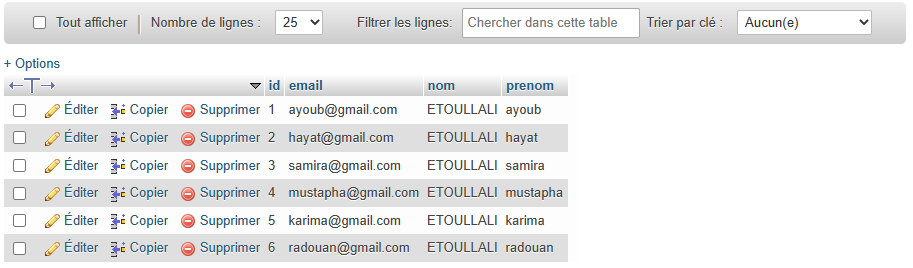 Tout afficher Nombre de lignes : 25 Filtrer les lignes: Chercher dans cette table Trier par clé : Aucun(e)
+ Options
←T→ id email nom prenom
Éditer Copier Supprimer 1 ayoub@gmail.com ETOULLALI ayoub
Éditer Copier Supprimer 2 hayat@gmail.com ETOULLALI hayat
Éditer Copier Supprimer 3 samira@gmail.com ETOULLALI samira
Éditer Copier Supprimer 4 mustapha@gmail.com ETOULLALI mustapha
Éditer Copier Supprimer 5 karima@gmail.com ETOULLALI karima
Éditer Copier Supprimer 6 radouan@gmail.com ETOULLALI radouan